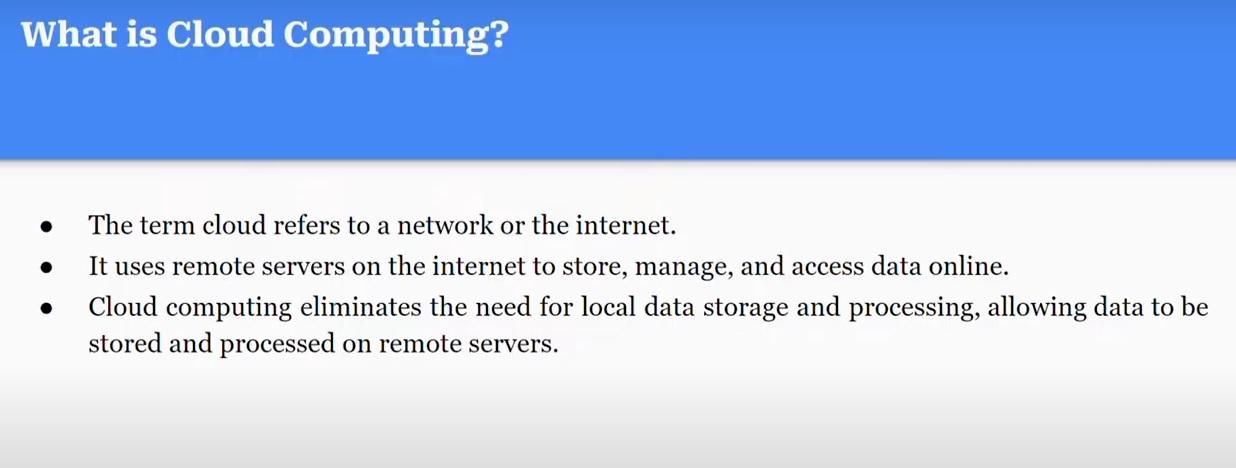 What is Cloud Computing?
● The term cloud refers to a network or the internet.
● It uses remote servers on the internet to store, manage, and access data online.
● Cloud computing eliminates the need for local data storage and processing, allowing data to be
stored and processed on remote servers.